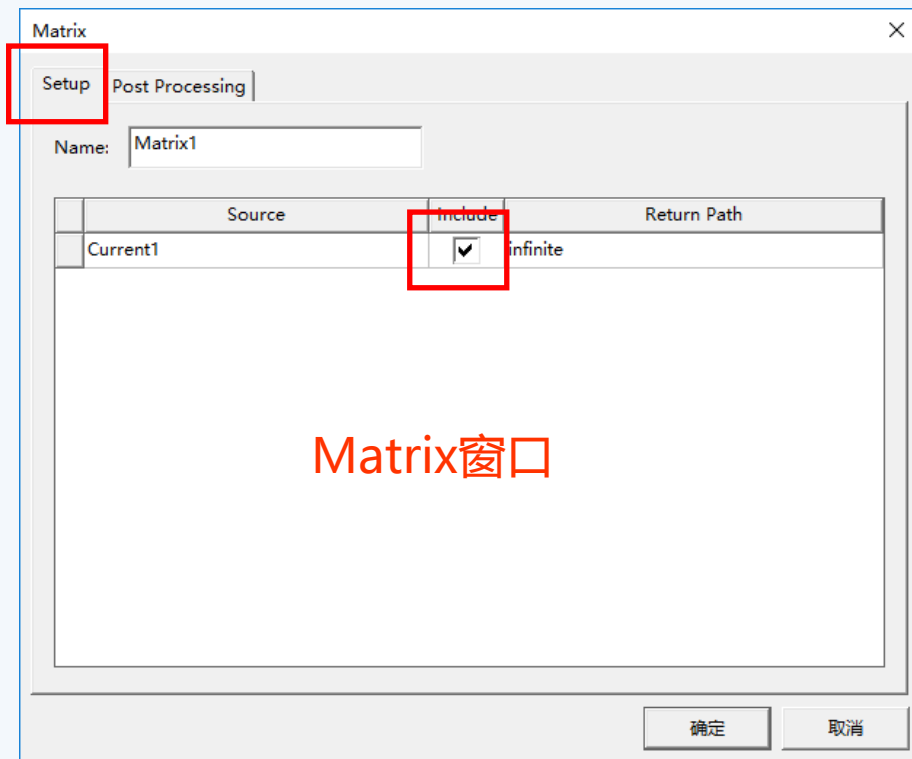 Matrix
Setup Post Processing
Name: Matrix1
Source Include Return Path
Current1 infinite
Matrix窗口
确定 取消